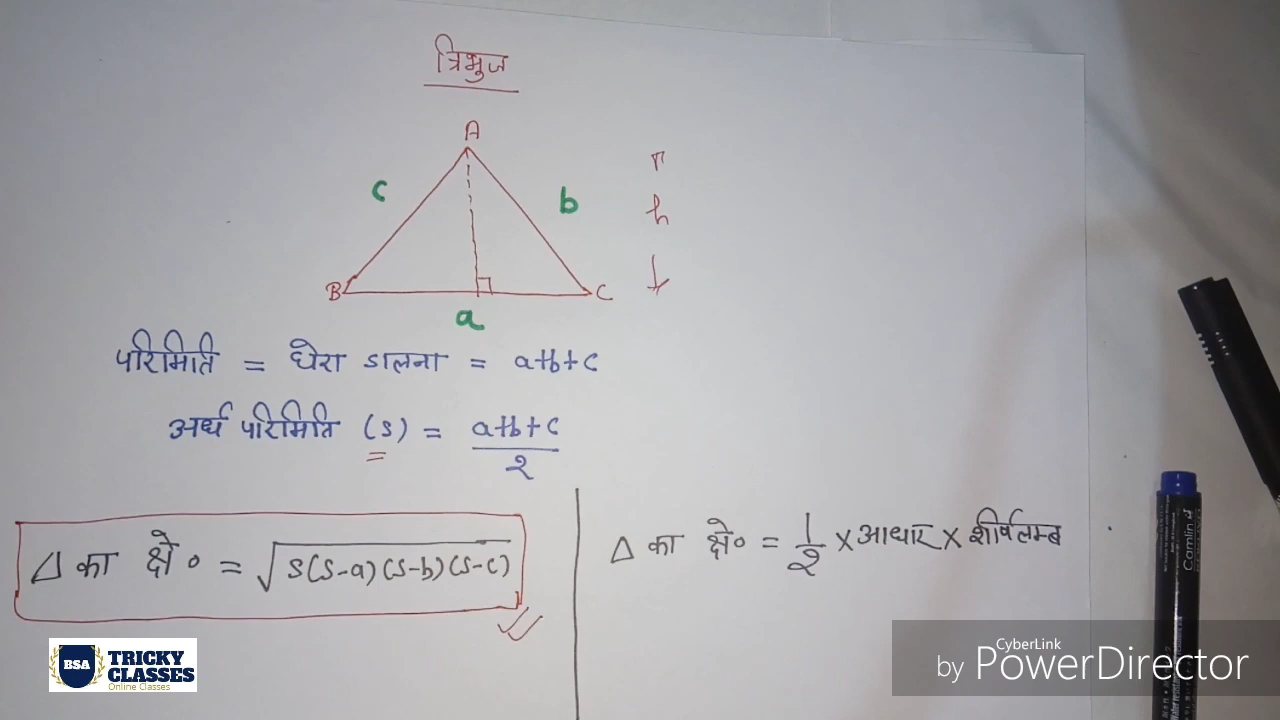 त्रिभुज
A
c
b
h
B
C
a
परिमिति = घेरा डालना = a+b+c
अर्ध परिमिति (s) = a+b+c / 2
Δ का क्षे० = √s(s-a)(s-b)(s-c)
Δ का क्षे० = 1/2 × आधार × शीर्षलम्ब
Camlin
BSA TRICKY CLASSES
Online Classes
CyberLink
by PowerDirector